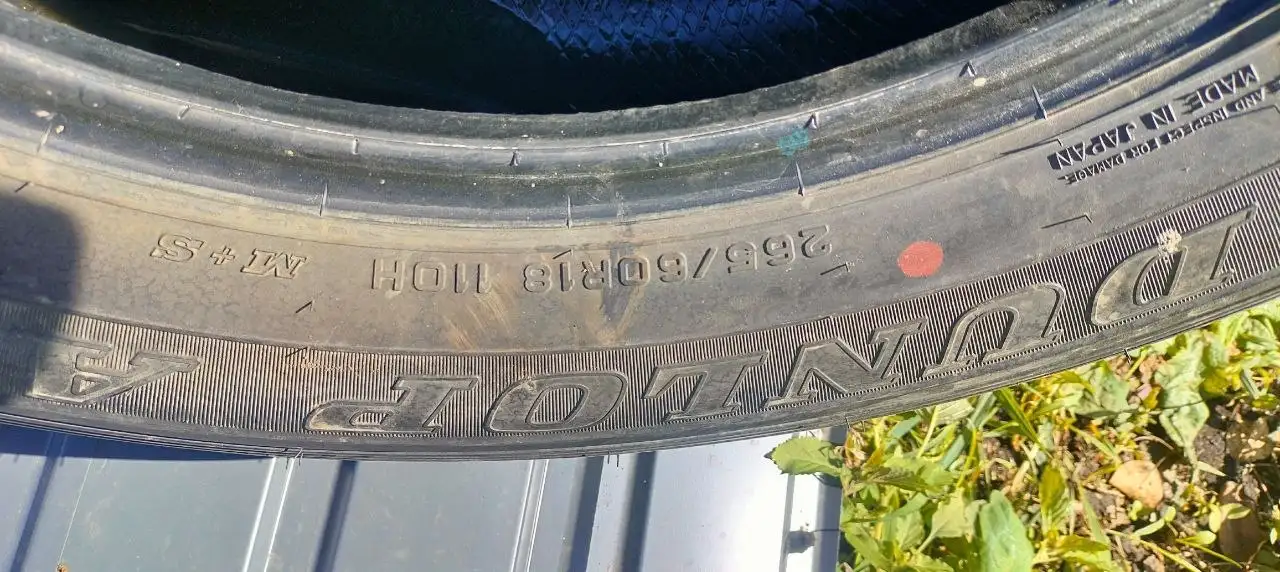 AND INSPECT FOR DAMAGE
MADE IN JAPAN
265/60R18 110H M+S
DUNLOP